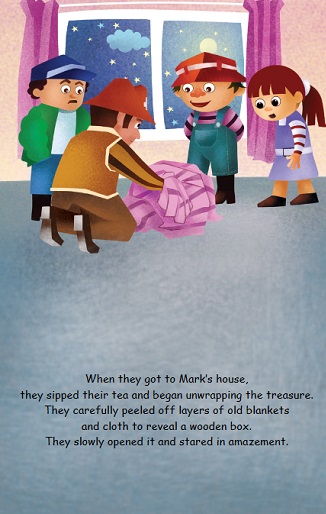 When they got to Mark's house,
they sipped their tea and began unwrapping the treasure.
They carefully peeled off layers of old blankets
and cloth to reveal a wooden box.
They slowly opened it and stared in amazement.